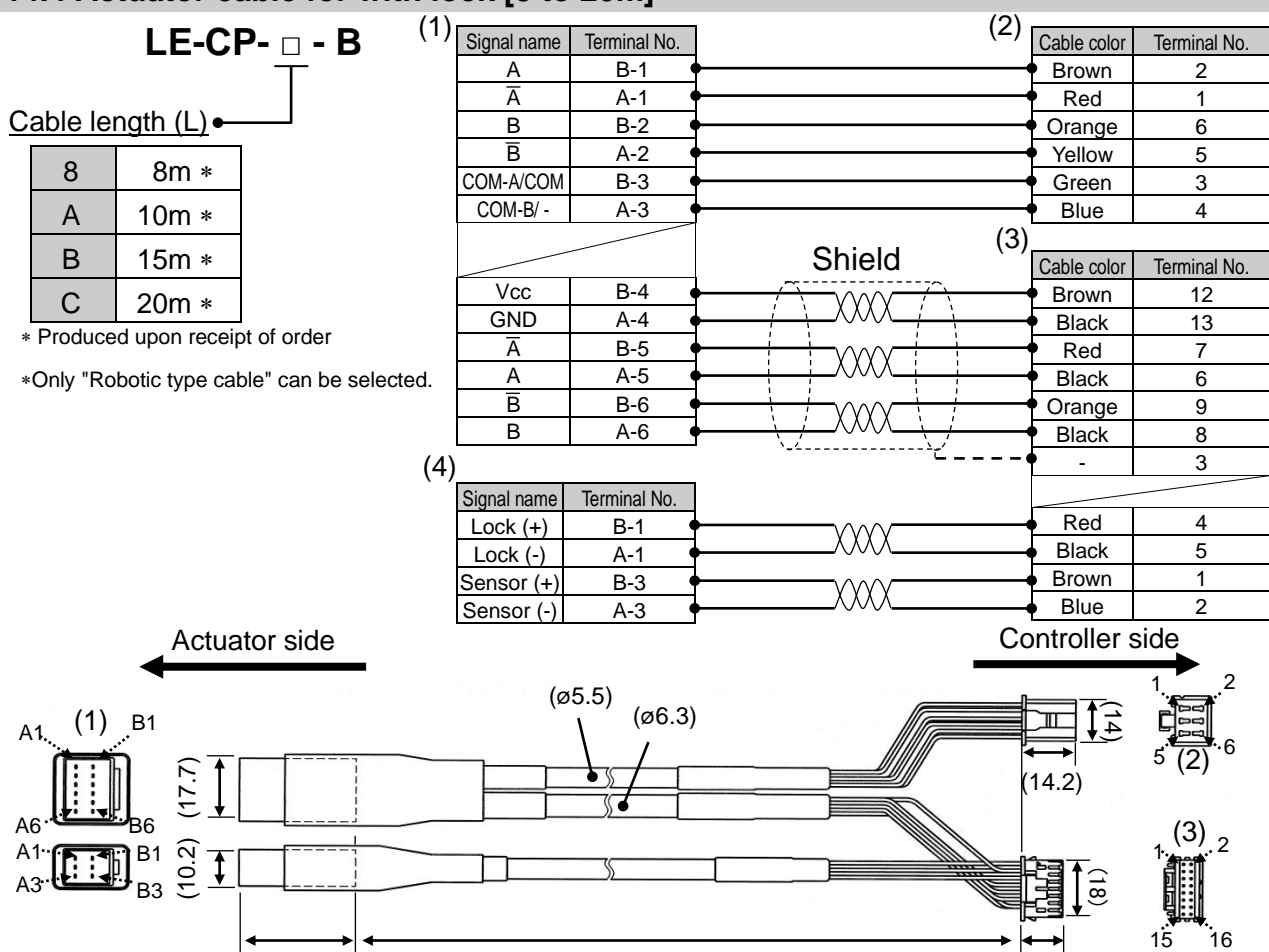 LE-CP- □ - B
Cable length (L)
8 8m *
A 10m *
B 15m *
C 20m *
* Produced upon receipt of order
*Only "Robotic type cable" can be selected.
(1)
Signal name Terminal No.
A B-1
A̅ A-1
B B-2
B̅ A-2
COM-A/COM B-3
COM-B/ - A-3
Vcc B-4
GND A-4
A̅ B-5
A A-5
B̅ B-6
B A-6
Shield
(2)
Cable color Terminal No.
Brown 2
Red 1
Orange 6
Yellow 5
Green 3
Blue 4
(3)
Cable color Terminal No.
Brown 12
Black 13
Red 7
Black 6
Orange 9
Black 8
- 3
Red 4
Black 5
Brown 1
Blue 2
(4)
Signal name Terminal No.
Lock (+) B-1
Lock (-) A-1
Sensor (+) B-3
Sensor (-) A-3
Actuator side
Controller side
(1)
A1 B1
A6 B6
A1 B1
A3 B3
(17.7)
(10.2)
(ø5.5)
(ø6.3)
(14)
(14.2)
(18)
1 2
5 6
(2)
(3)
1 2
15 16